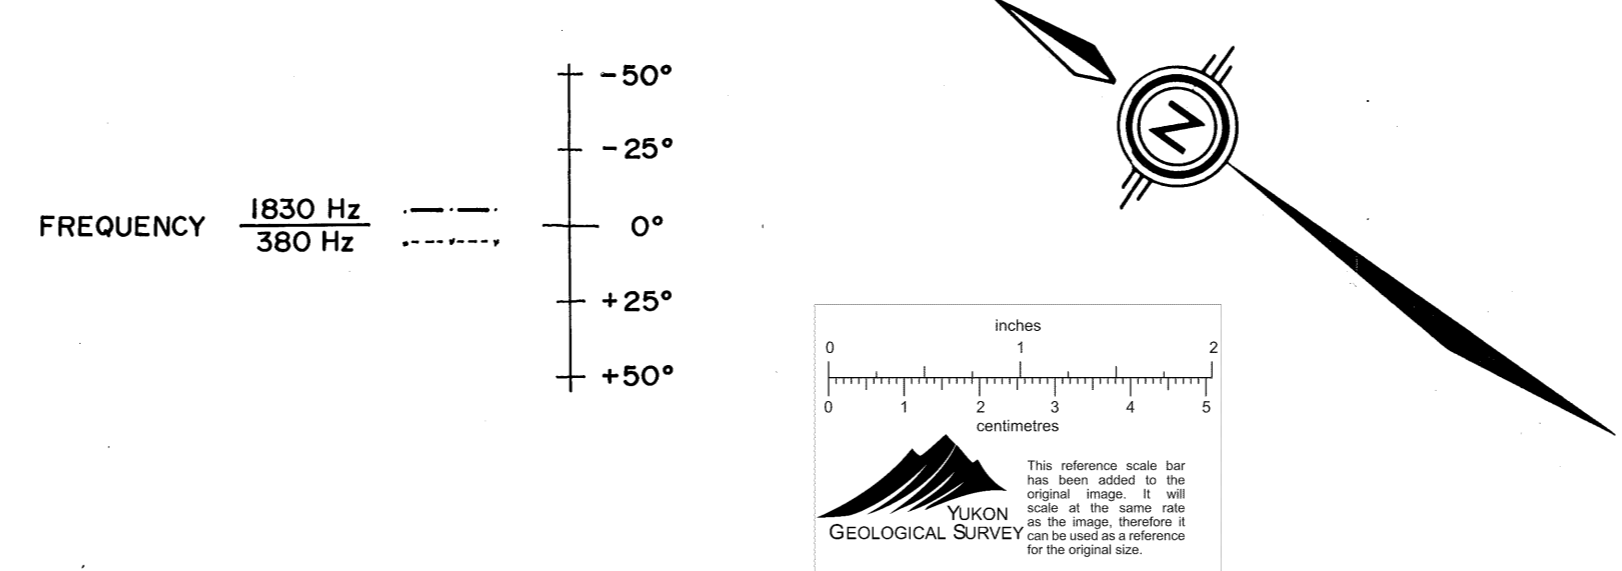 -50°
-25°
FREQUENCY 1830 Hz
380 Hz
0°
+25°
+50°
N
inches
0 1 2
0 1 2 3 4 5
centimetres
YUKON
GEOLOGICAL SURVEY
This reference scale bar
has been added to the
original image. It will
scale at the same rate
as the image, therefore it
can be used as a reference
for the original size.